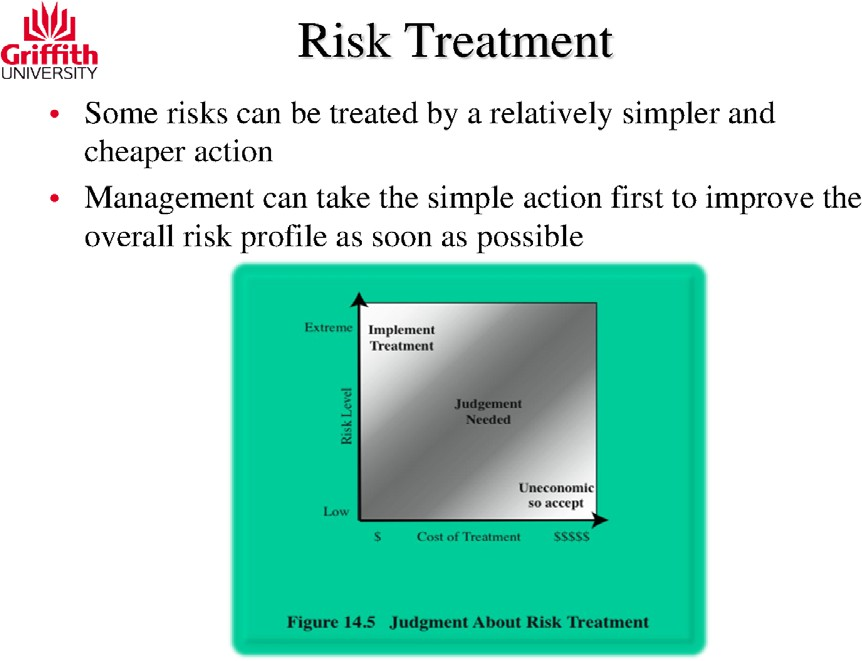 Griffith
UNIVERSITY
Risk Treatment
• Some risks can be treated by a relatively simpler and
cheaper action
• Management can take the simple action first to improve the
overall risk profile as soon as possible
Extreme
Implement
Treatment
Risk Level
Judgement
Needed
Uneconomic
so accept
Low
$ Cost of Treatment $$$$$
Figure 14.5 Judgment About Risk Treatment